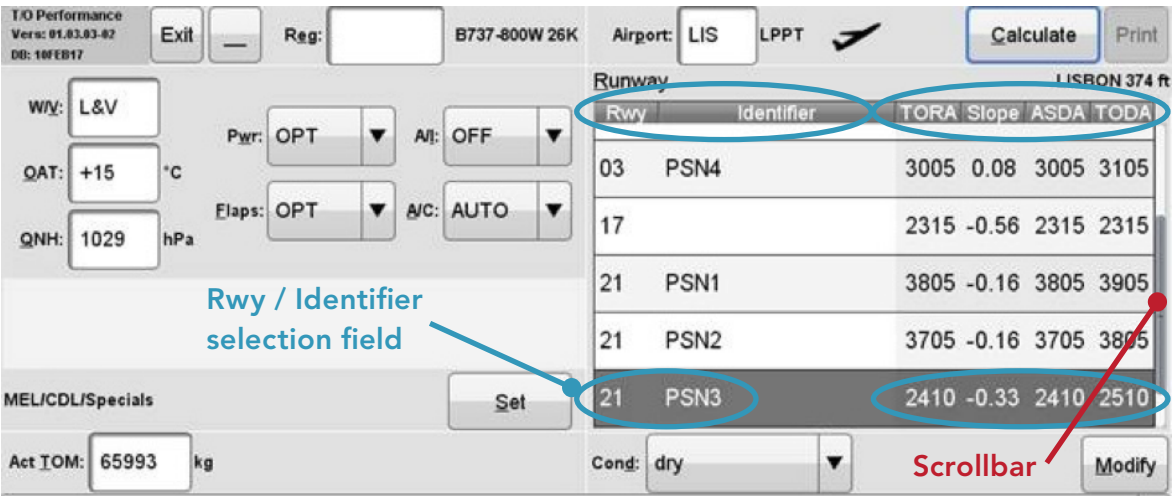 T/O Performance
Vers: 01.03.03-02
DB: 10FEB17
Exit
_
Reg:
B737-800W 26K
Airport: LIS LPPT
Calculate
Print
W/V: L&V
OAT: +15 °C
QNH: 1029 hPa
Pwr: OPT
A/I: OFF
Flaps: OPT
A/C: AUTO
Rwy / Identifier
selection field
MEL/CDL/Specials
Set
Act TOM: 65993 kg
Runway
LISBON 374 ft
Rwy Identifier TORA Slope ASDA TODA
03 PSN4 3005 0.08 3005 3105
17 2315 -0.56 2315 2315
21 PSN1 3805 -0.16 3805 3905
21 PSN2 3705 -0.16 3705 3805
21 PSN3 2410 -0.33 2410 2510
Cond: dry
Scrollbar
Modify